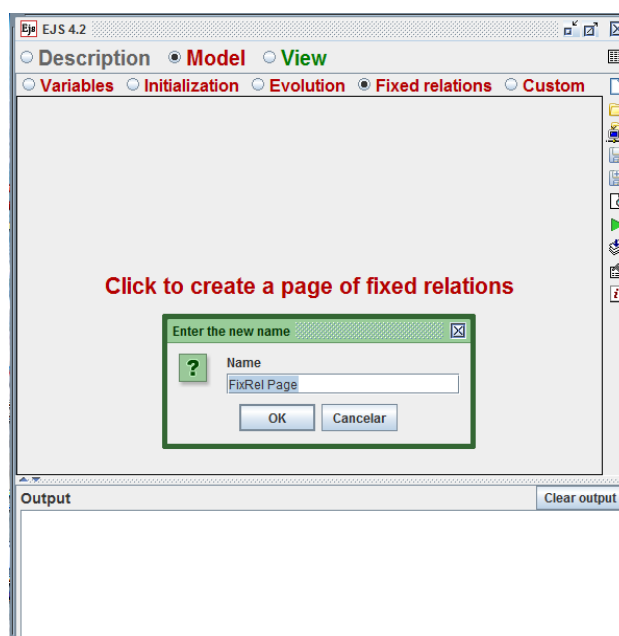 Ejs EJS 4.2
Description Model View
Variables Initialization Evolution Fixed relations Custom
Click to create a page of fixed relations
Enter the new name
?
Name
FixRel Page
OK Cancelar
Output Clear output